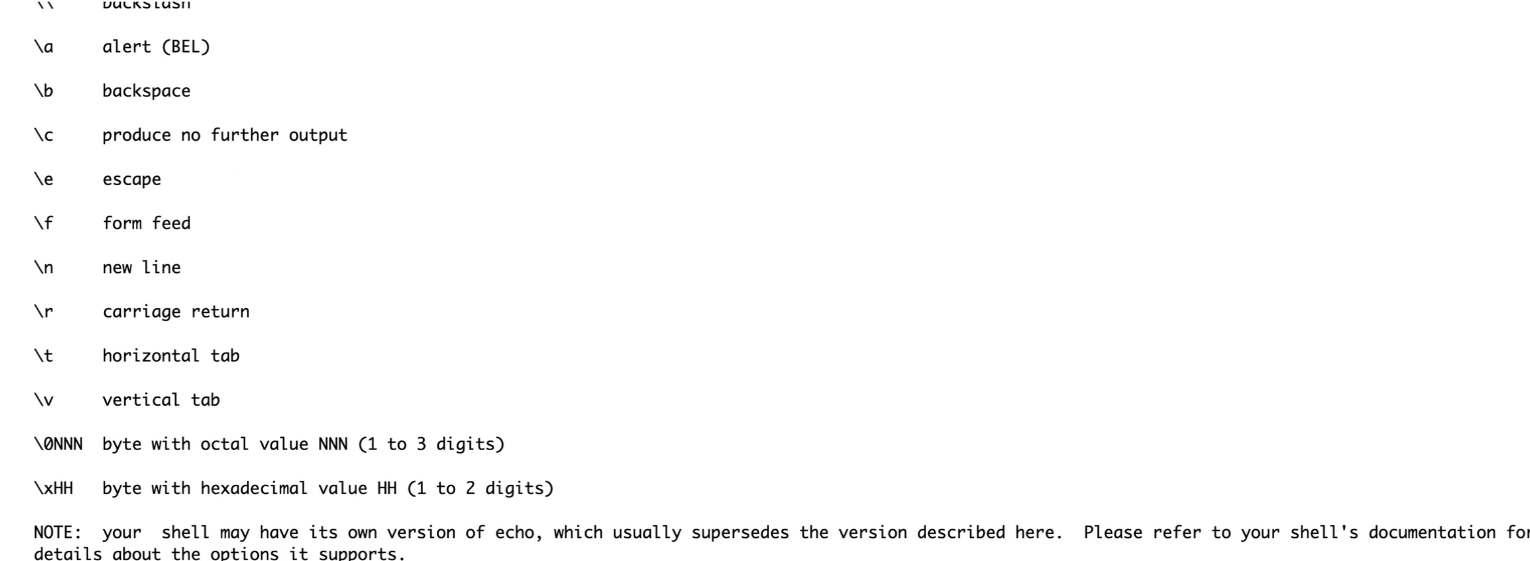 \\ backslash
\a alert (BEL)
\b backspace
\c produce no further output
\e escape
\f form feed
\n new line
\r carriage return
\t horizontal tab
\v vertical tab
\0NNN byte with octal value NNN (1 to 3 digits)
\xHH byte with hexadecimal value HH (1 to 2 digits)
NOTE: your shell may have its own version of echo, which usually supersedes the version described here. Please refer to your shell's documentation for
details about the options it supports.